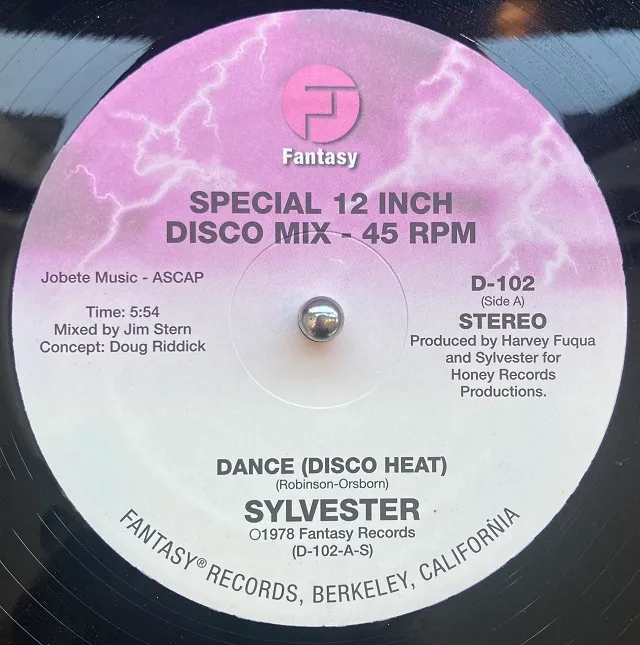 Fantasy
SPECIAL 12 INCH
DISCO MIX - 45 RPM
Jobete Music - ASCAP
Time: 5:54
Mixed by Jim Stern
Concept: Doug Riddick
D-102
(Side A)
STEREO
Produced by Harvey Fuqua
and Sylvester for
Honey Records
Productions.
DANCE (DISCO HEAT)
(Robinson-Orsborn)
SYLVESTER
℗1978 Fantasy Records
(D-102-A-S)
FANTASY® RECORDS, BERKELEY, CALIFORNIA